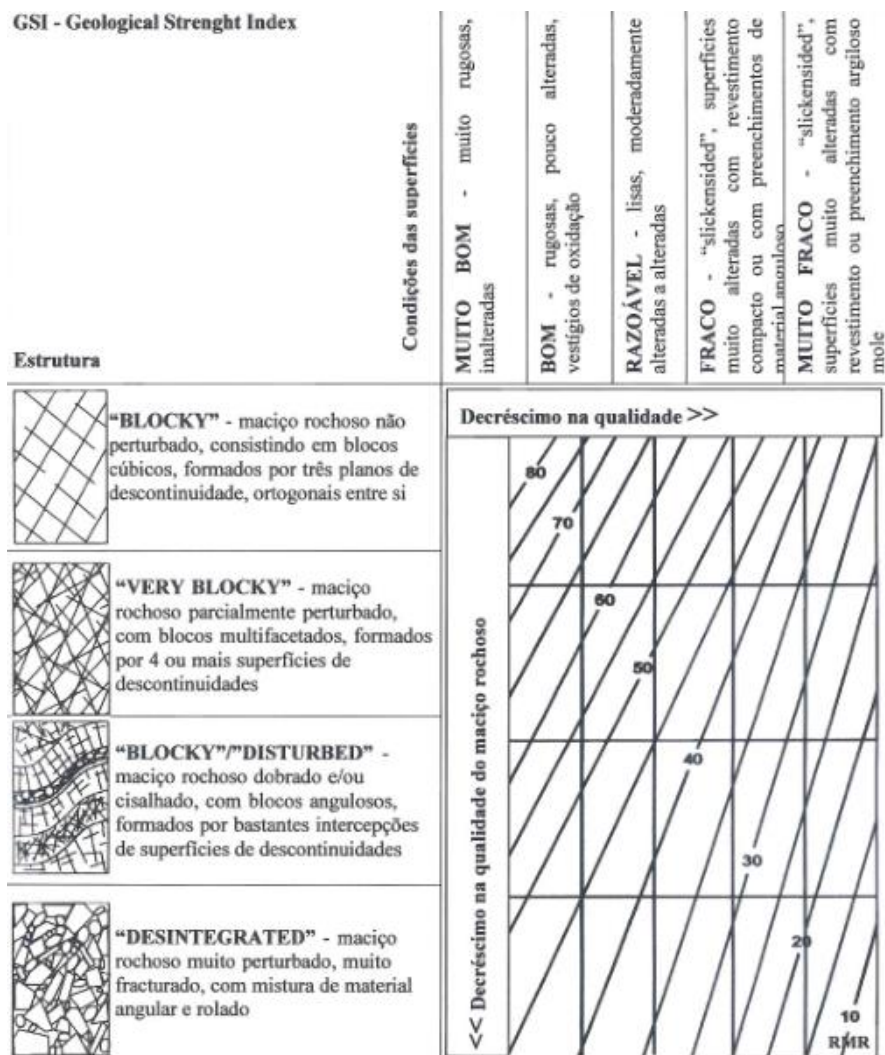 GSI - Geological Strenght Index
Condições das superfícies
Estrutura
MUITO BOM - muito rugosas,
inalteradas
BOM - rugosas, pouco alteradas,
vestígios de oxidação
RAZOÁVEL - lisas, moderadamente
alteradas a alteradas
FRACO - “slickensided”, superfícies
muito alteradas com revestimento
compacto ou com preenchimentos de
material anguloso
MUITO FRACO - “slickensided”,
superfícies muito alteradas com
revestimento ou preenchimento argiloso
mole
“BLOCKY” - maciço rochoso não
perturbado, consistindo em blocos
cúbicos, formados por três planos de
descontinuidade, ortogonais entre si
“VERY BLOCKY” - maciço
rochoso parcialmente perturbado,
com blocos multifacetados, formados
por 4 ou mais superfícies de
descontinuidades
“BLOCKY”/”DISTURBED” -
maciço rochoso dobrado e/ou
cisalhado, com blocos angulosos,
formados por bastantes intercepções
de superfícies de descontinuidades
“DESINTEGRATED” - maciço
rochoso muito perturbado, muito
fracturado, com mistura de material
angular e rolado
Decréscimo na qualidade >>
<< Decréscimo na qualidade do maciço rochoso
80
70
60
50
40
30
20
10
RMR